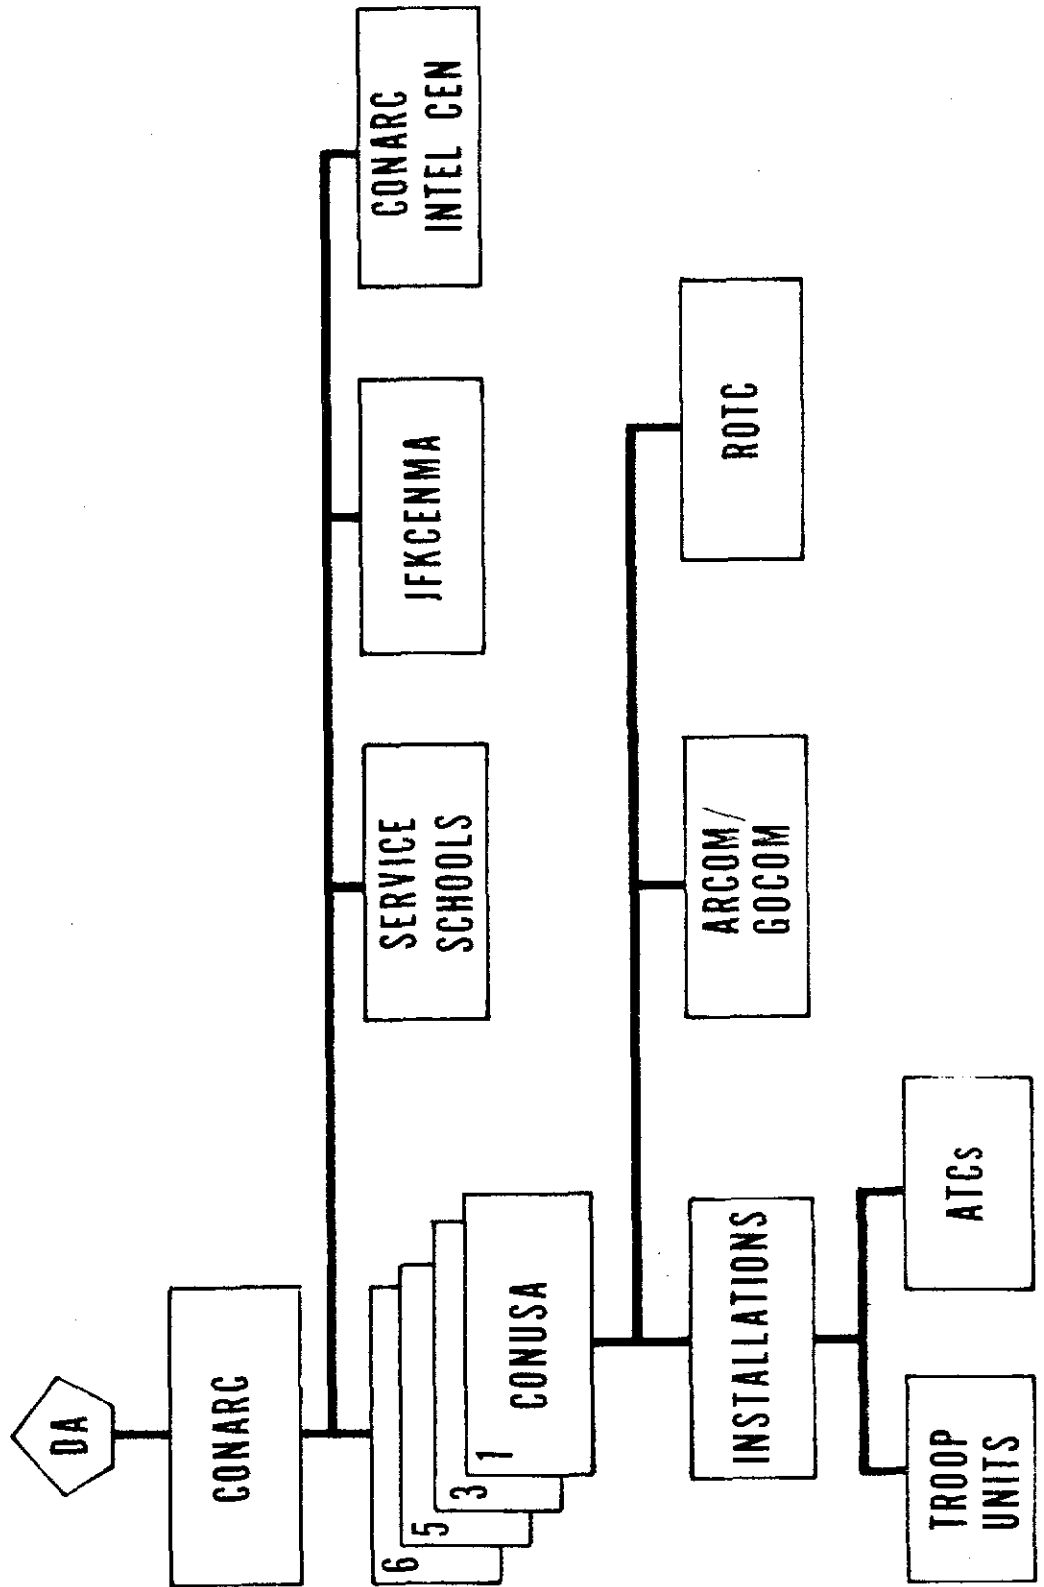 DA
CONARC
6
5
3
1
CONUSA
SERVICE
SCHOOLS
JFKCENMA
CONARC
INTEL CEN
INSTALLATIONS
ARCOM/
GOCOM
ROTC
TROOP
UNITS
ATCs